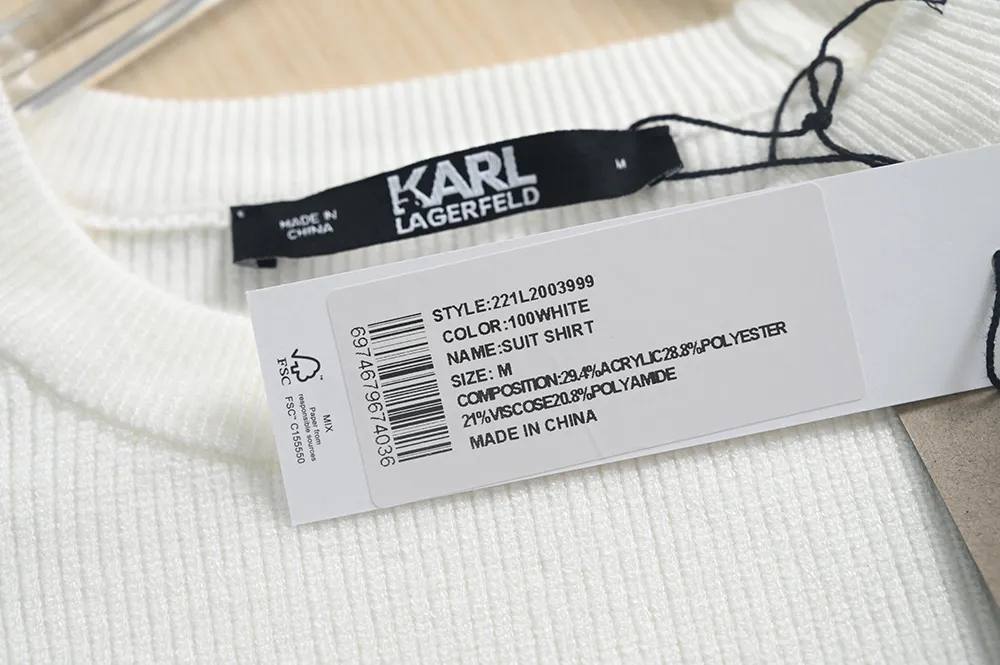 MADE IN
CHINA
KARL
LAGERFELD
M
STYLE:221L2003999
COLOR:100WHITE
NAME:SUIT SHIRT
SIZE: M
COMPOSITION:29.4%ACRYLIC28.8%POLYESTER
21%VISCOSE20.8%POLYAMIDE
MADE IN CHINA
6974679674036
FSC
FSC™ C155550
MIX
Paper from
responsible sources